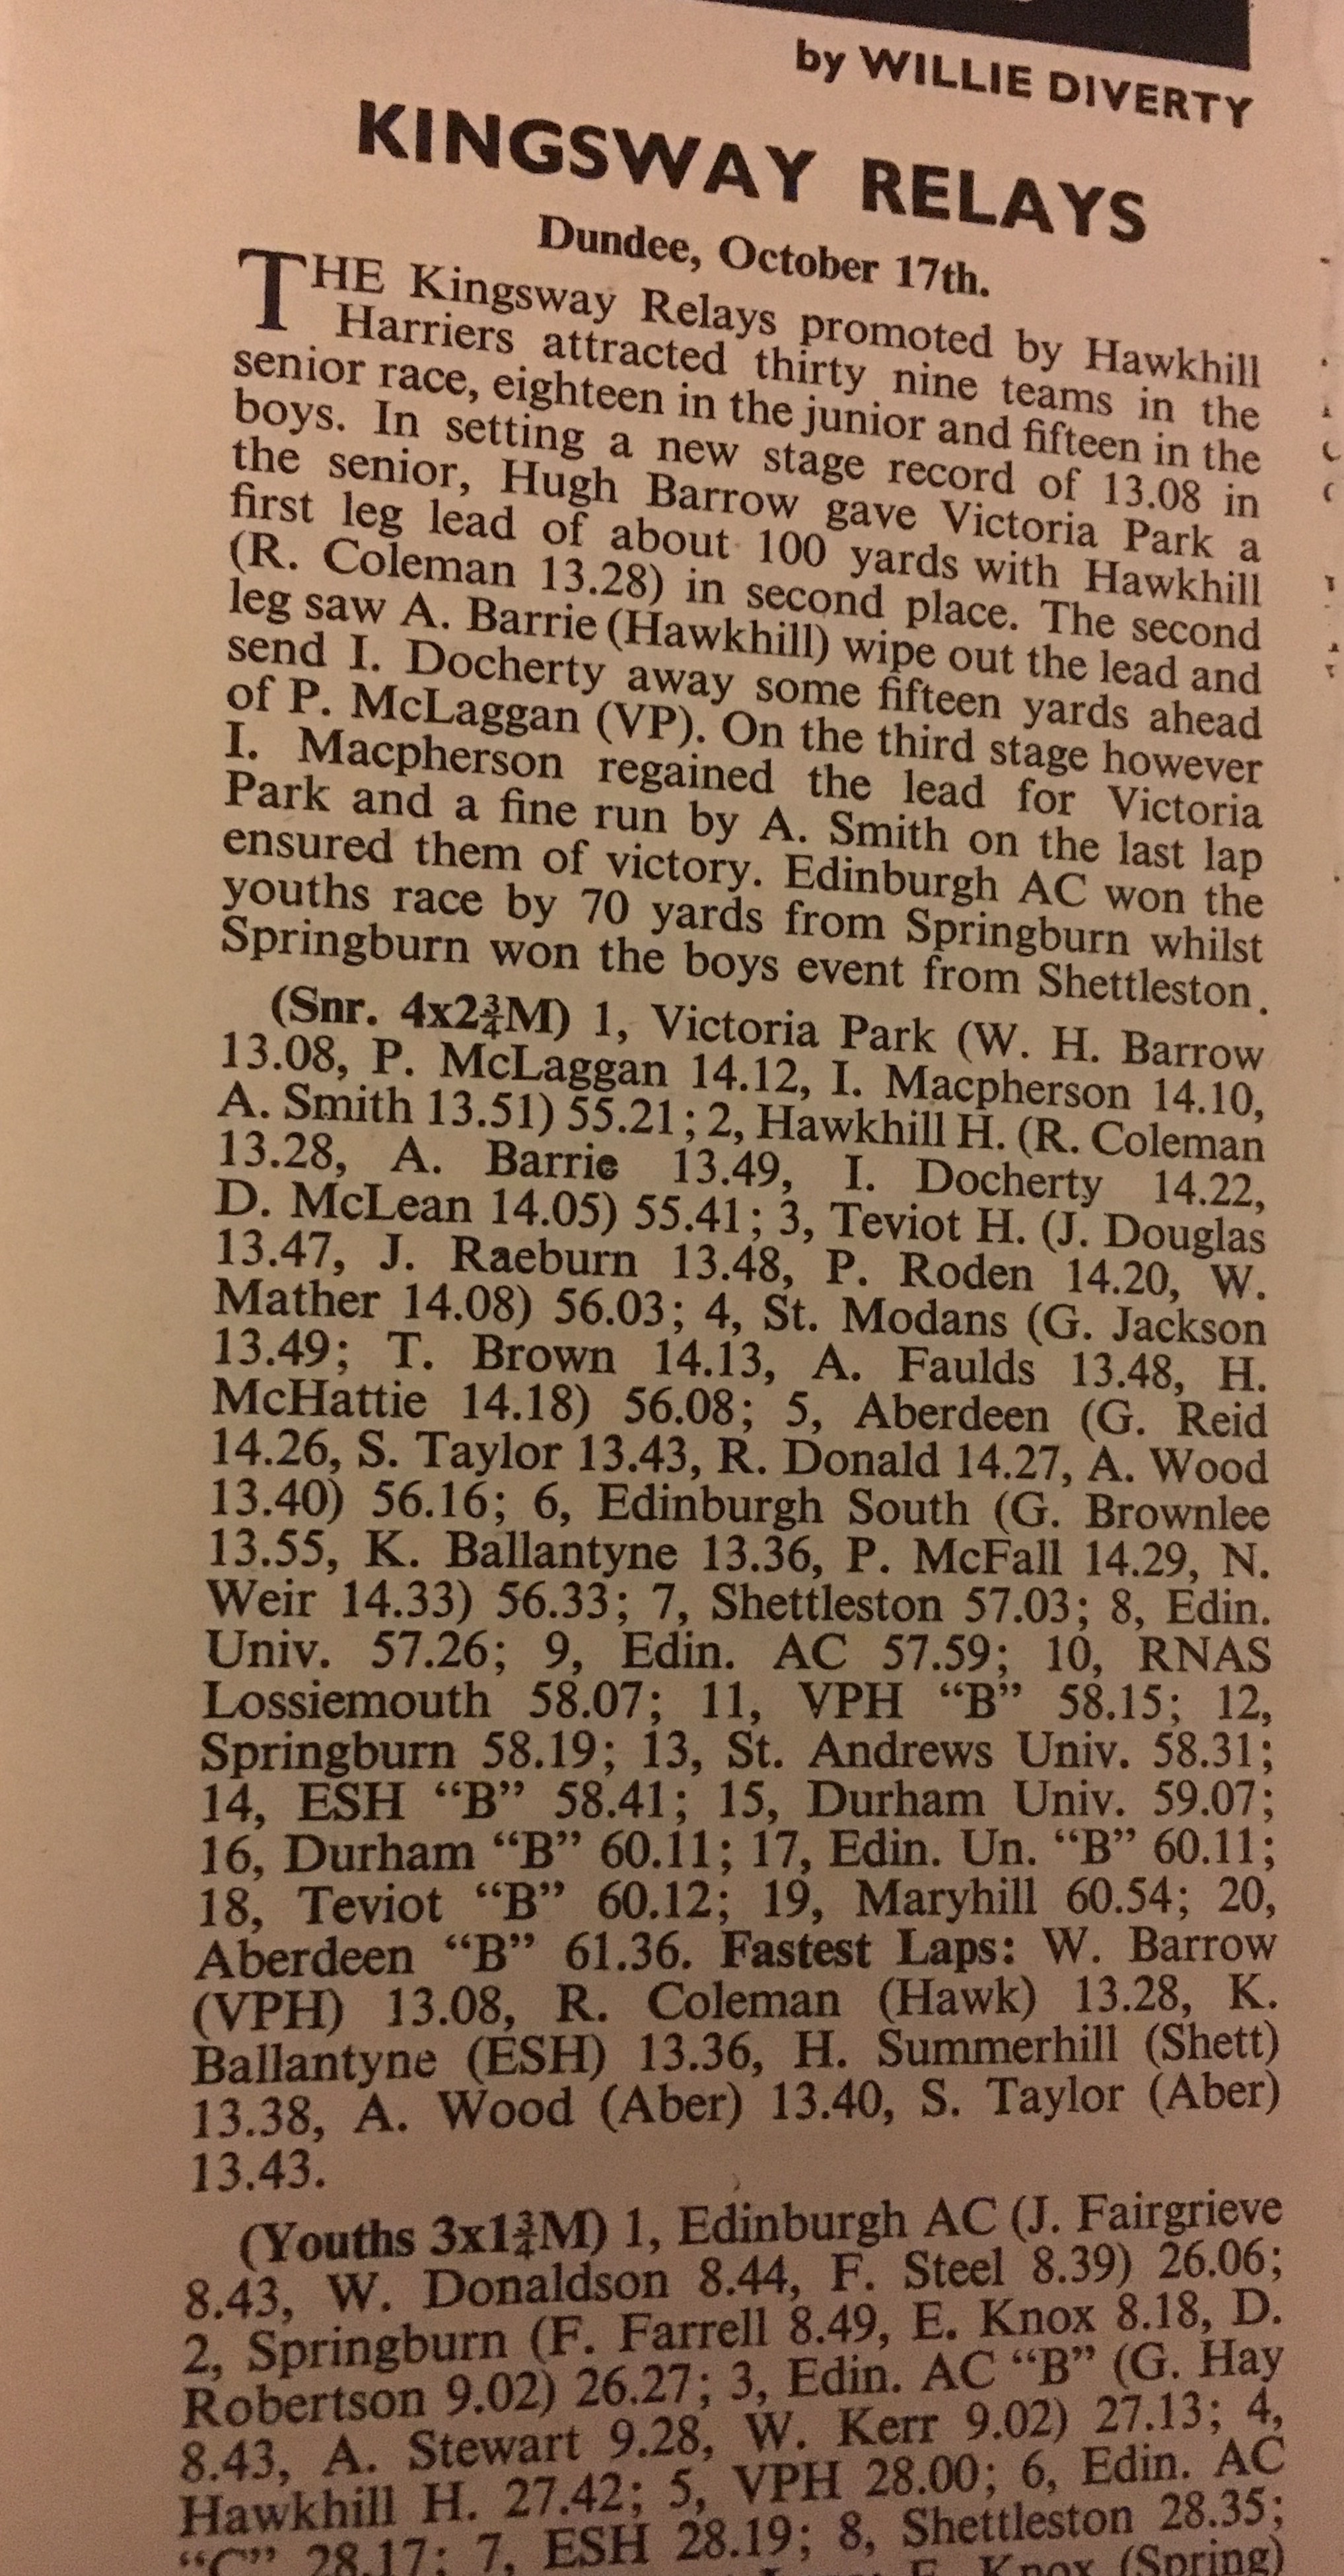 by WILLIE DIVERTY
KINGSWAY RELAYS
Dundee, October 17th.
THE Kingsway Relays promoted by Hawkhill
Harriers attracted thirty nine teams in the
senior race, eighteen in the junior and fifteen in the
boys. In setting a new stage record of 13.08 in
the senior, Hugh Barrow gave Victoria Park a
first leg lead of about 100 yards with Hawkhill
(R. Coleman 13.28) in second place. The second
leg saw A. Barrie (Hawkhill) wipe out the lead and
send I. Docherty away some fifteen yards ahead
of P. McLaggan (VP). On the third stage however
I. Macpherson regained the lead for Victoria
Park and a fine run by A. Smith on the last lap
ensured them of victory. Edinburgh AC won the
youths race by 70 yards from Springburn whilst
Springburn won the boys event from Shettleston.
(Snr. 4x2¾M) 1, Victoria Park (W. H. Barrow
13.08, P. McLaggan 14.12, I. Macpherson 14.10,
A. Smith 13.51) 55.21; 2, Hawkhill H. (R. Coleman
13.28, A. Barrie 13.49, I. Docherty 14.22,
D. McLean 14.05) 55.41; 3, Teviot H. (J. Douglas
13.47, J. Raeburn 13.48, P. Roden 14.20, W.
Mather 14.08) 56.03; 4, St. Modans (G. Jackson
13.49; T. Brown 14.13, A. Faulds 13.48, H.
McHattie 14.18) 56.08; 5, Aberdeen (G. Reid
14.26, S. Taylor 13.43, R. Donald 14.27, A. Wood
13.40) 56.16; 6, Edinburgh South (G. Brownlee
13.55, K. Ballantyne 13.36, P. McFall 14.29, N.
Weir 14.33) 56.33; 7, Shettleston 57.03; 8, Edin.
Univ. 57.26; 9, Edin. AC 57.59; 10, RNAS
Lossiemouth 58.07; 11, VPH “B” 58.15; 12,
Springburn 58.19; 13, St. Andrews Univ. 58.31;
14, ESH “B” 58.41; 15, Durham Univ. 59.07;
16, Durham “B” 60.11; 17, Edin. Un. “B” 60.11;
18, Teviot “B” 60.12; 19, Maryhill 60.54; 20,
Aberdeen “B” 61.36. Fastest Laps: W. Barrow
(VPH) 13.08, R. Coleman (Hawk) 13.28, K.
Ballantyne (ESH) 13.36, H. Summerhill (Shett)
13.38, A. Wood (Aber) 13.40, S. Taylor (Aber)
13.43.
(Youths 3x1¾M) 1, Edinburgh AC (J. Fairgrieve
8.43, W. Donaldson 8.44, F. Steel 8.39) 26.06;
2, Springburn (F. Farrell 8.49, E. Knox 8.18, D.
Robertson 9.02) 26.27; 3, Edin. AC “B” (G. Hay
8.43, A. Stewart 9.28, W. Kerr 9.02) 27.13; 4,
Hawkhill H. 27.42; 5, VPH 28.00; 6, Edin. AC
“C” 28.17; 7, ESH 28.19; 8, Shettleston 28.35;
E. Knox (Spring)